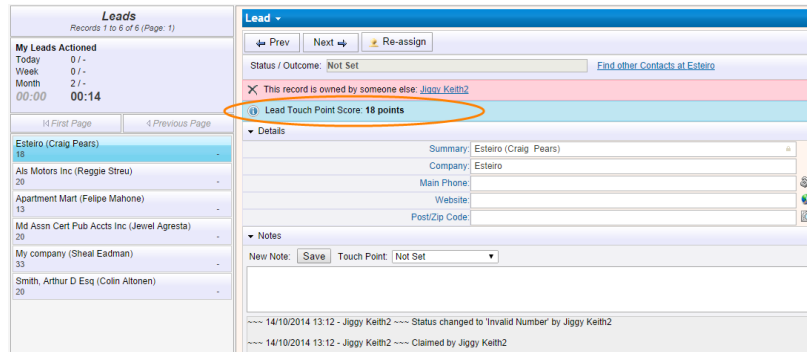 Leads
Records 1 to 6 of 6 (Page: 1)
My Leads Actioned
Today 0 / -
Week 0 / -
Month 2 / -
00:00 00:14
First Page Previous Page
Esteiro (Craig Pears)
18 -
Als Motors Inc (Reggie Streu)
20 -
Apartment Mart (Felipe Mahone)
13 -
Md Assn Cert Pub Accts Inc (Jewel Agresta)
20 -
My company (Sheal Eadman)
33 -
Smith, Arthur D Esq (Colin Altonen)
20 -
Lead
Prev Next Re-assign
Status / Outcome: Not Set Find other Contacts at Esteiro
This record is owned by someone else: Jiggy Keith2
Lead Touch Point Score: 18 points
Details
Summary: Esteiro (Craig Pears)
Company: Esteiro
Main Phone:
Website:
Post/Zip Code:
Notes
New Note: Save Touch Point: Not Set
~~~ 14/10/2014 13:12 - Jiggy Keith2 ~~~ Status changed to 'Invalid Number' by Jiggy Keith2
~~~ 14/10/2014 13:12 - Jiggy Keith2 ~~~ Claimed by Jiggy Keith2